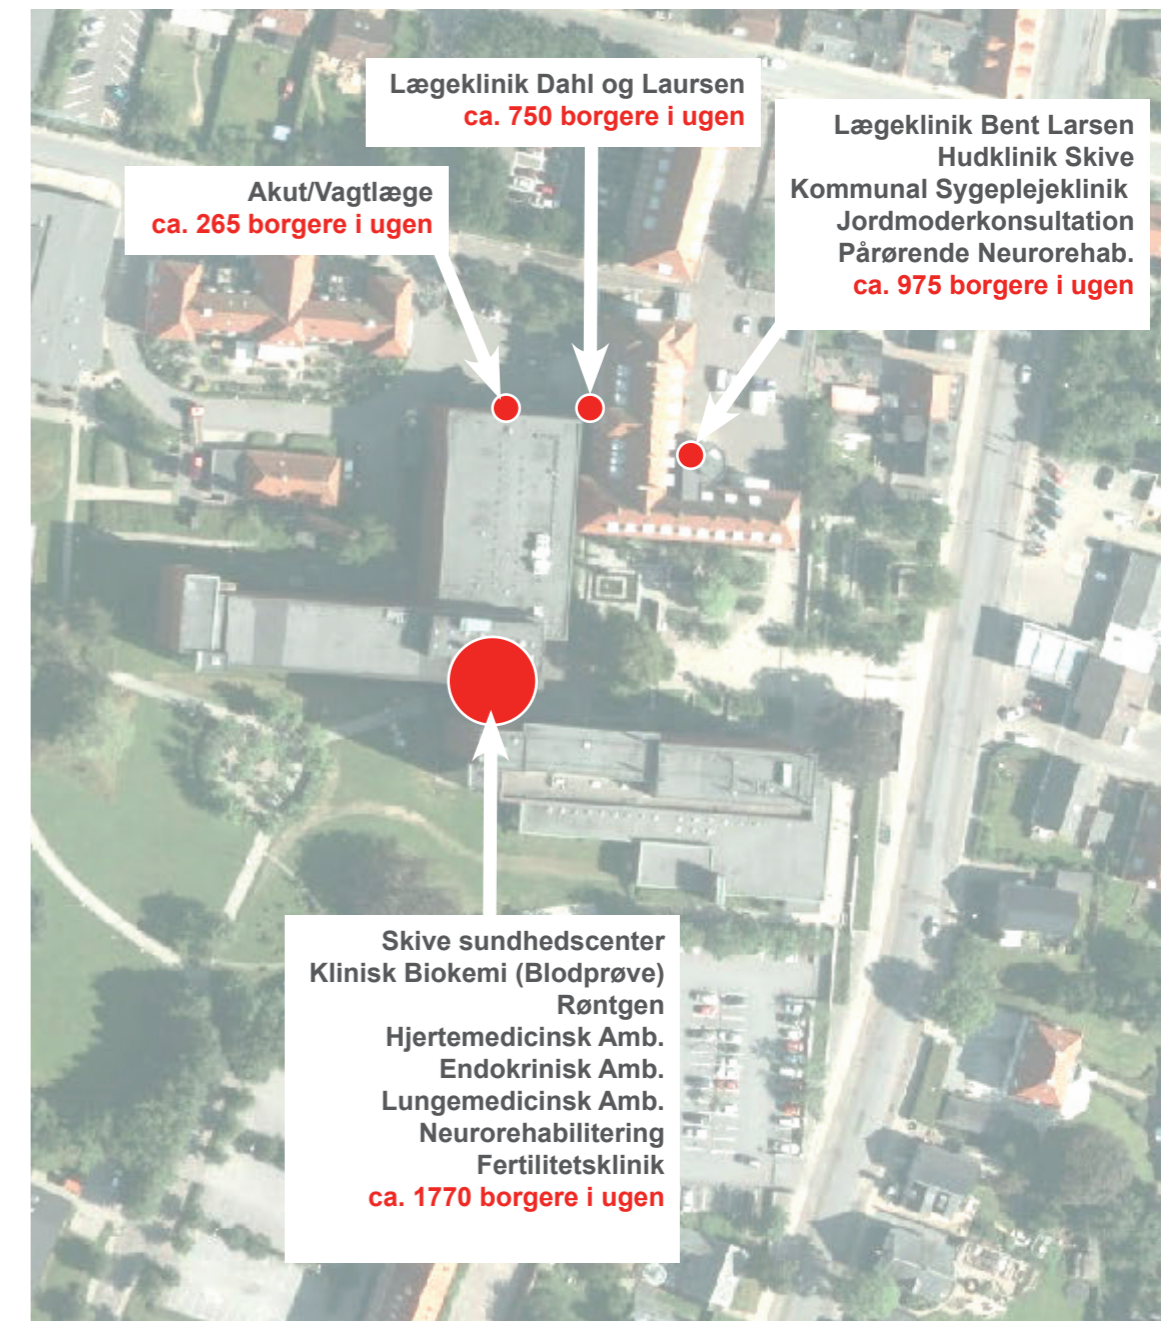 Lægeklinik Dahl og Laursen
ca. 750 borgere i ugen
Lægeklinik Bent Larsen
Hudklinik Skive
Kommunal Sygeplejeklinik
Jordmoderkonsultation
Pårørende Neurorehab.
ca. 975 borgere i ugen
Akut/Vagtlæge
ca. 265 borgere i ugen
Skive sundhedscenter
Klinisk Biokemi (Blodprøve)
Røntgen
Hjertemedicinsk Amb.
Endokrinisk Amb.
Lungemedicinsk Amb.
Neurorehabilitering
Fertilitetsklinik
ca. 1770 borgere i ugen